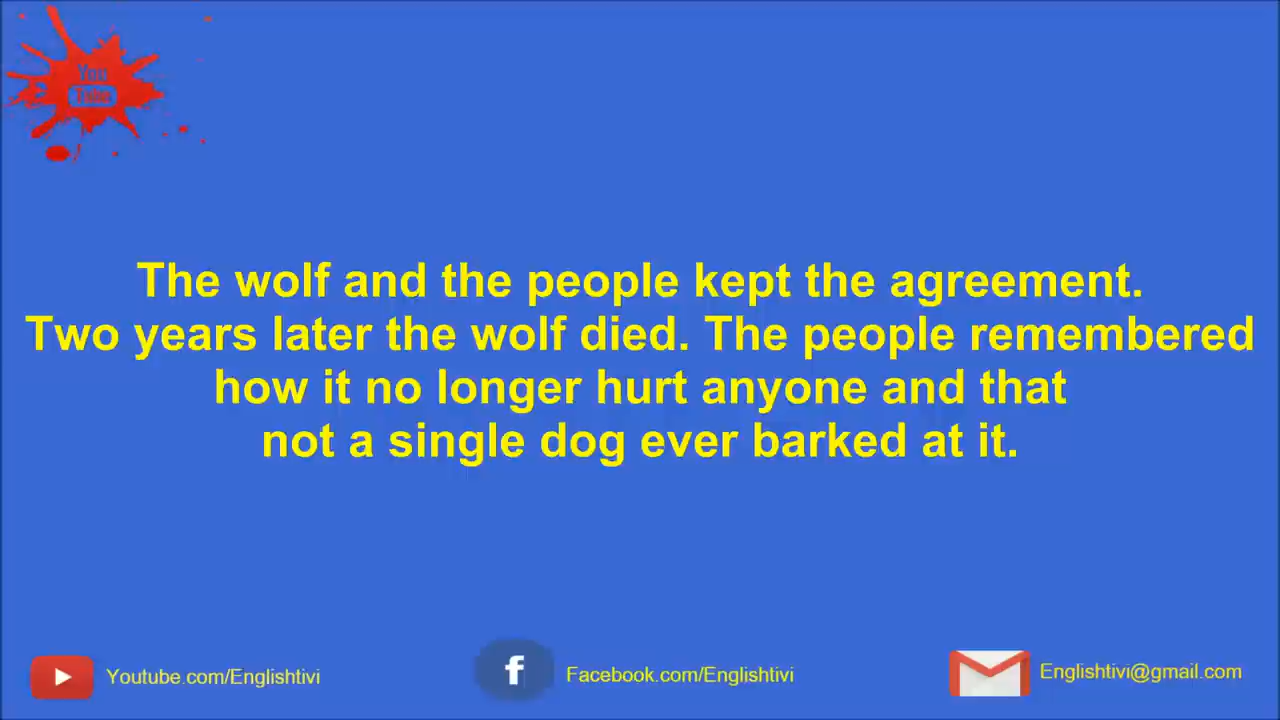 You
Tube
The wolf and the people kept the agreement.
Two years later the wolf died. The people remembered
how it no longer hurt anyone and that
not a single dog ever barked at it.
Youtube.com/Englishtivi
f
Facebook.com/Englishtivi
Englishtivi@gmail.com